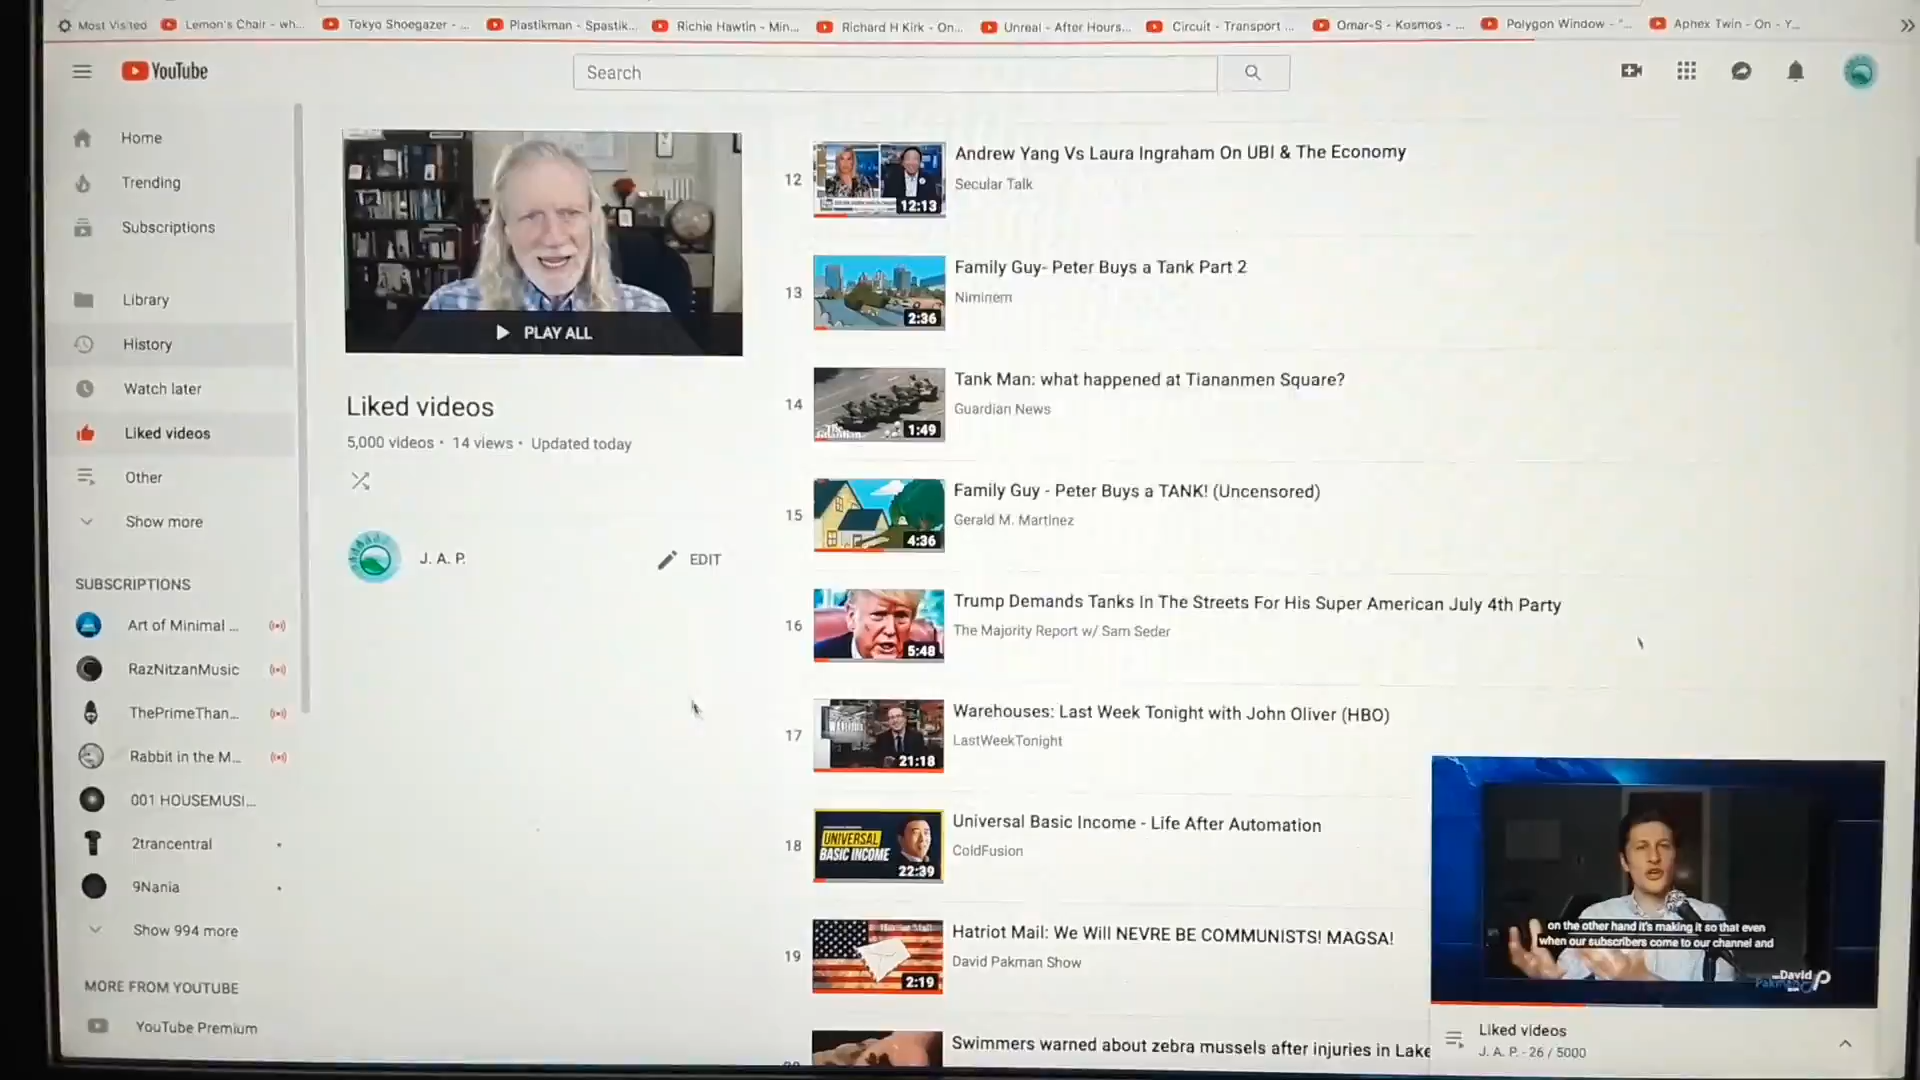 Most Visited
Lemon's Chair - wh...
Tokyo Shoegazer - ...
Plastikman - Spastik...
Richie Hawtin - Min...
Richard H Kirk - On...
Unreal - After Hours...
Circuit - Transport ...
Omar-S - Kosmos - ...
Polygon Window - "...
Aphex Twin - On - Y...
YouTube
Search
Home
Trending
Subscriptions
Library
History
Watch later
Liked videos
Other
Show more
SUBSCRIPTIONS
Art of Minimal ...
RazNitzanMusic
ThePrimeThan...
Rabbit in the M...
001 HOUSEMUSI...
2trancentral
9Nania
Show 994 more
MORE FROM YOUTUBE
YouTube Premium
PLAY ALL
Liked videos
5,000 videos • 14 views • Updated today
J. A. P.
EDIT
12
12:13
Andrew Yang Vs Laura Ingraham On UBI & The Economy
Secular Talk
13
2:36
Family Guy- Peter Buys a Tank Part 2
Niminem
14
The
1:49
Tank Man: what happened at Tiananmen Square?
Guardian News
15
4:36
Family Guy - Peter Buys a TANK! (Uncensored)
Gerald M. Martinez
16
5:48
Trump Demands Tanks In The Streets For His Super American July 4th Party
The Majority Report w/ Sam Seder
17
21:18
Warehouses: Last Week Tonight with John Oliver (HBO)
LastWeekTonight
18
UNIVERSAL
BASIC INCOME
22:39
Universal Basic Income - Life After Automation
ColdFusion
19
2:19
Hatriot Mail: We Will NEVRE BE COMMUNISTS! MAGSA!
David Pakman Show
Swimmers warned about zebra mussels after injuries in Lake
on the other hand it's making it so that even
when our subscribers come to our channel and
David
Pakman
Liked videos
J. A. P. - 26 / 5000